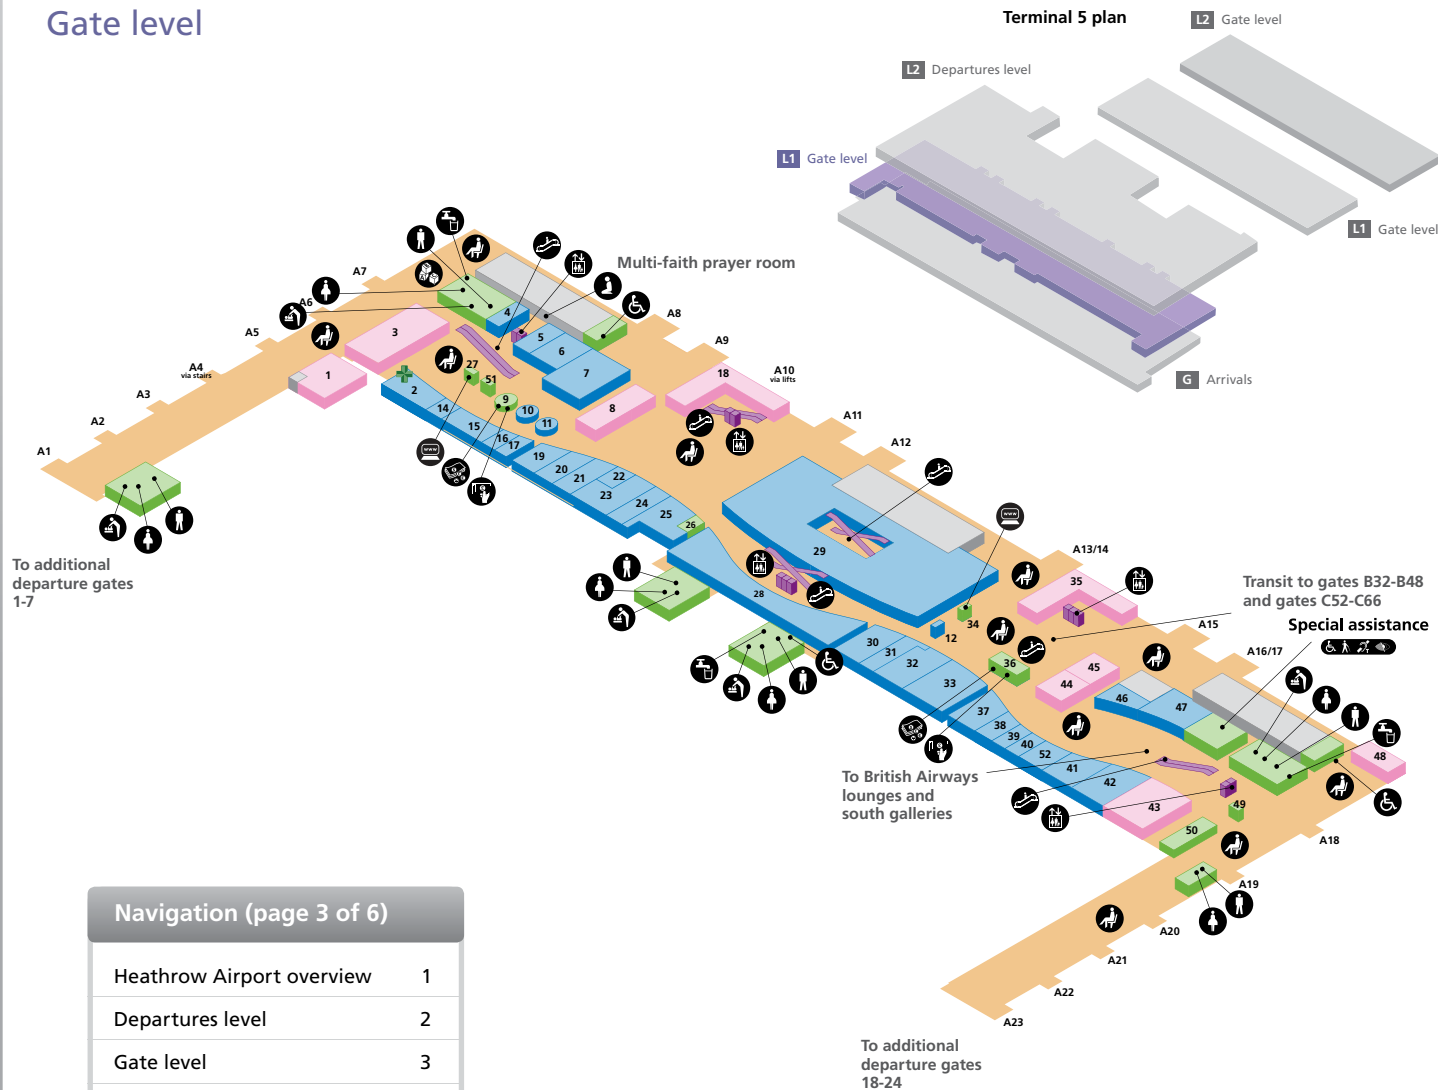 Gate level
Terminal 5 plan
L2 Gate level
L2 Departures level
L1 Gate level
L1 Gate level
G Arrivals
Multi-faith prayer room
A7
A6
A5
A4
via stairs
A3
A2
A1
A8
A9
A10
via lifts
A11
A12
A13/14
A15
A16/17
A18
A19
A20
A21
A22
A23
1
2
3
4
5
6
7
8
9
10
11
12
14
15
16
17
18
19
20
21
22
23
24
25
26
27
51
28
29
30
31
32
33
34
35
36
37
38
39
40
52
41
42
43
44
45
46
47
48
49
50
www
www
To additional
departure gates
1-7
Transit to gates B32-B48
and gates C52-C66
Special assistance
To British Airways
lounges and
south galleries
To additional
departure gates
18-24
Navigation (page 3 of 6)
Heathrow Airport overview 1
Departures level 2
Gate level 3